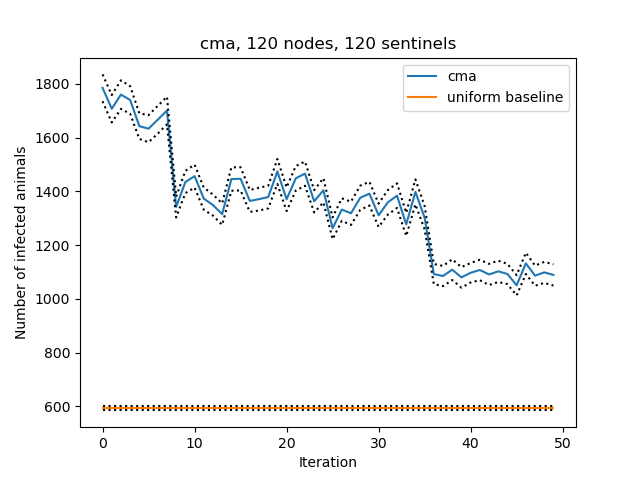 cma, 120 nodes, 120 sentinels
cma
uniform baseline
Number of infected animals
1800
1600
1400
1200
1000
800
600
0 10 20 30 40 50
Iteration